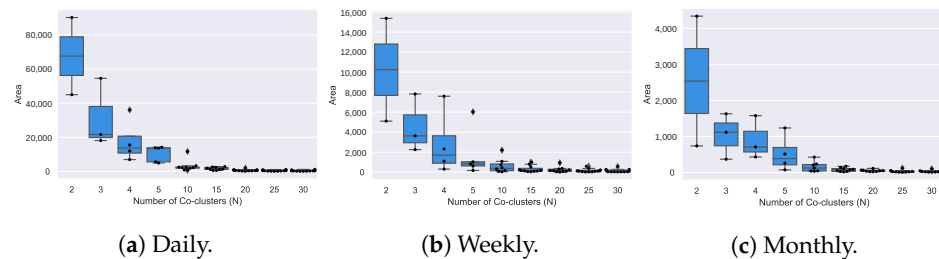 80,000
60,000
40,000
20,000
0
Area
2 3 4 5 10 15 20 25 30
Number of Co-clusters (N)
(a) Daily.
16,000
14,000
12,000
10,000
8,000
6,000
4,000
2,000
0
Area
2 3 4 5 10 15 20 25 30
Number of Co-clusters (N)
(b) Weekly.
4,000
3,000
2,000
1,000
0
Area
2 3 4 5 10 15 20 25 30
Number of Co-clusters (N)
(c) Monthly.